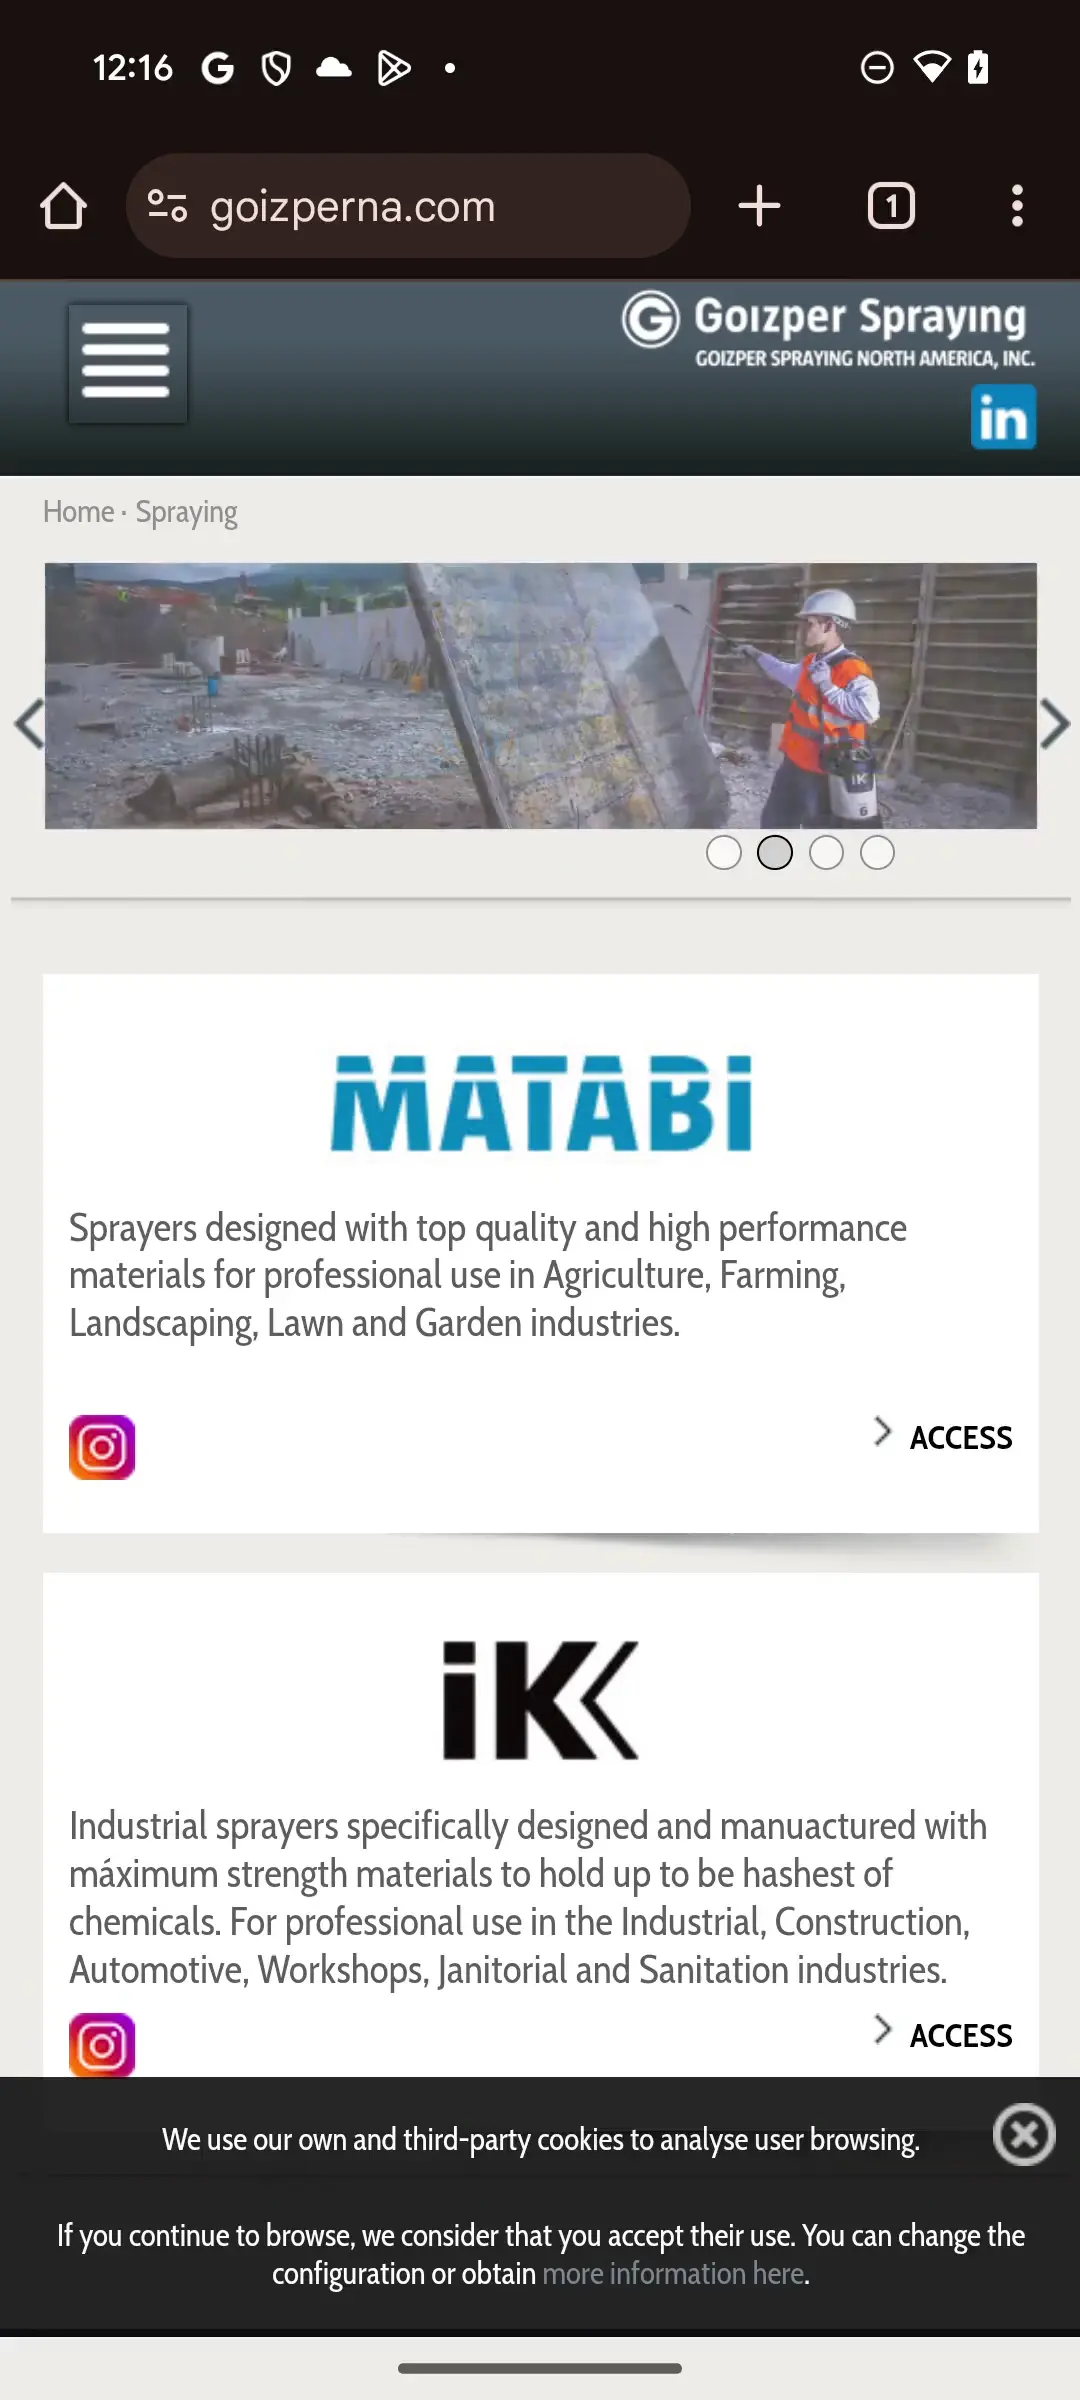 12:16
goizperna.com
1
Goizper Spraying
GOIZPER SPRAYING NORTH AMERICA, INC.
in
Home · Spraying
iK
6
MATABi
Sprayers designed with top quality and high performance
materials for professional use in Agriculture, Farming,
Landscaping, Lawn and Garden industries.
ACCESS
iK
Industrial sprayers specifically designed and manuactured with
máximum strength materials to hold up to be hashest of
chemicals. For professional use in the Industrial, Construction,
Automotive, Workshops, Janitorial and Sanitation industries.
ACCESS
We use our own and third-party cookies to analyse user browsing.
If you continue to browse, we consider that you accept their use. You can change the
configuration or obtain more information here.